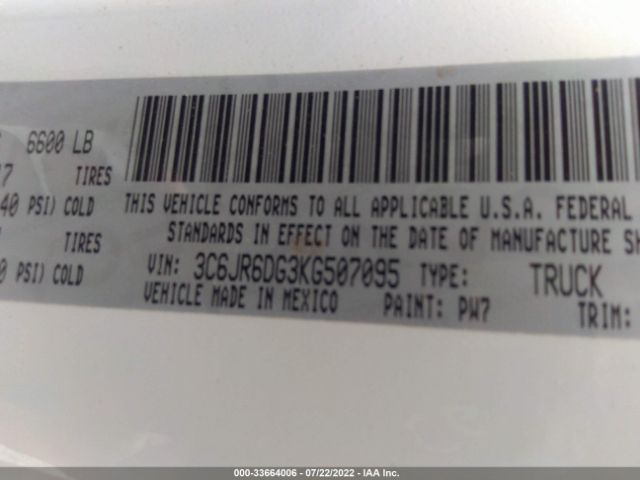 6600 LB
7 TIRES
40 PSI) COLD
TIRES
0 PSI) COLD
THIS VEHICLE CONFORMS TO ALL APPLICABLE U.S.A. FEDERAL
STANDARDS IN EFFECT ON THE DATE OF MANUFACTURE SH
VIN: 3C6JR6DG3KG507095 TYPE: TRUCK
VEHICLE MADE IN MEXICO PAINT: PW7 TRIM:
000-33664006 - 07/22/2022 - IAA Inc.